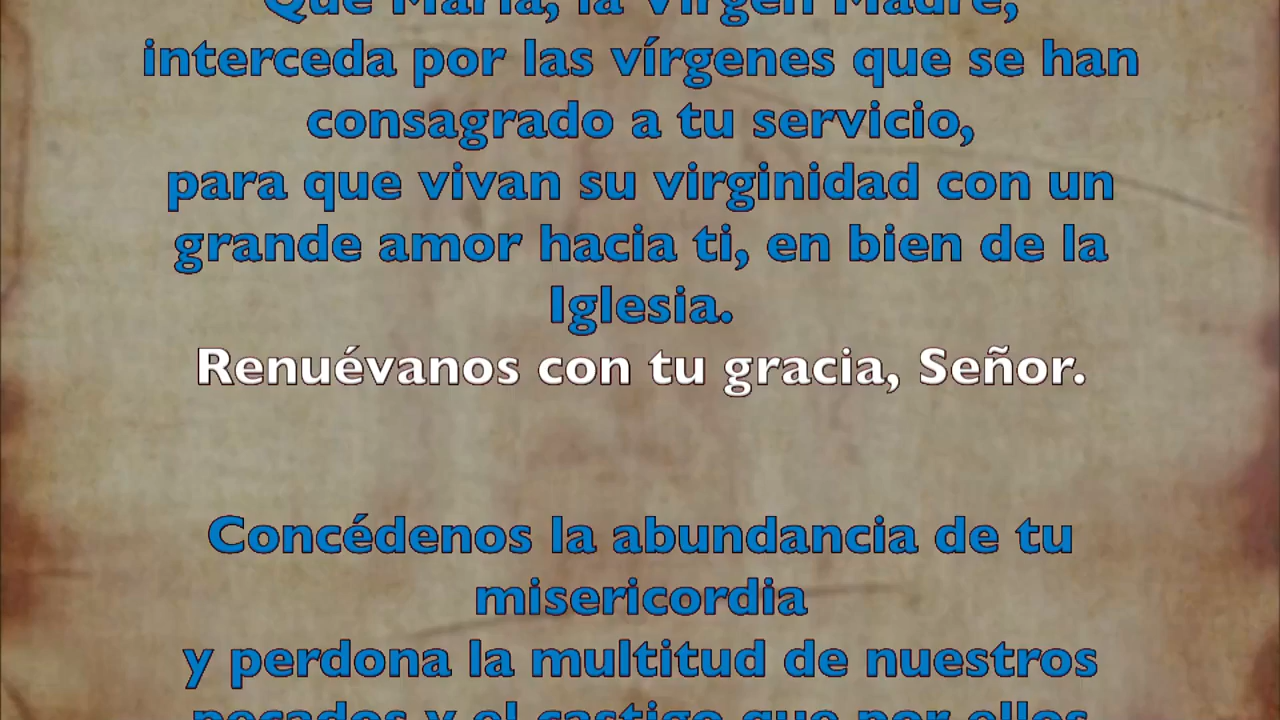 Que María, la Virgen Madre,
interceda por las vírgenes que se han
consagrado a tu servicio,
para que vivan su virginidad con un
grande amor hacia ti, en bien de la
Iglesia.
Renuévanos con tu gracia, Señor.
Concédenos la abundancia de tu
misericordia
y perdona la multitud de nuestros
pecados y el castigo que por ellos